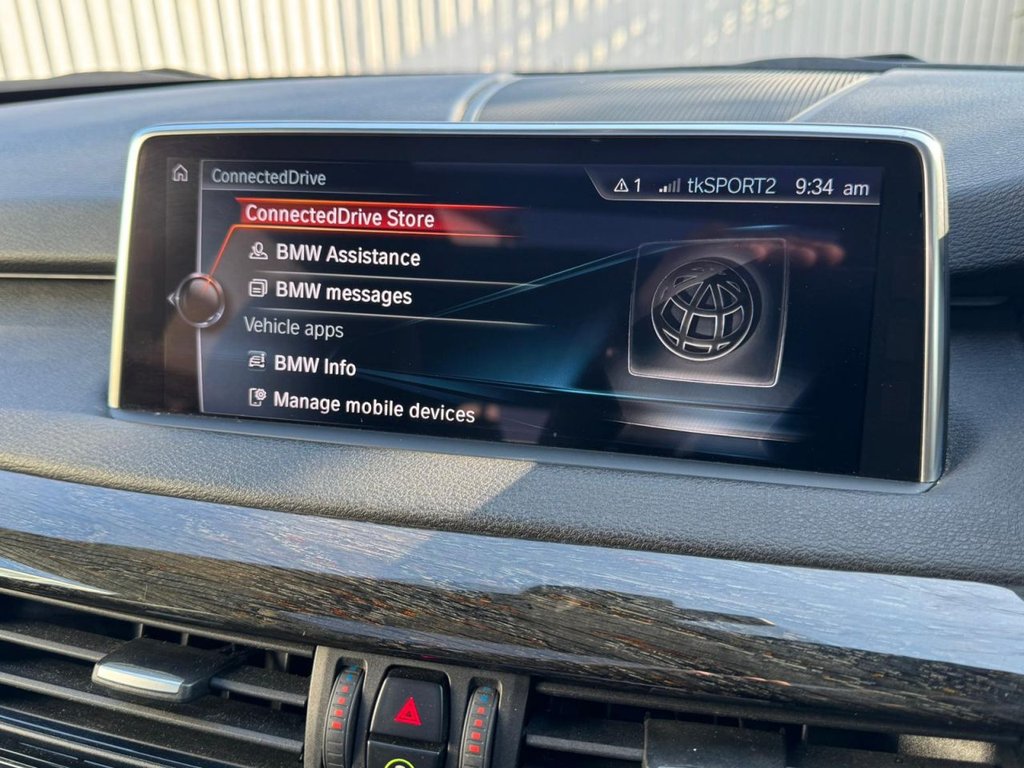 ConnectedDrive
1 tkSPORT2 9:34 am
ConnectedDrive Store
BMW Assistance
BMW messages
Vehicle apps
BMW Info
Manage mobile devices